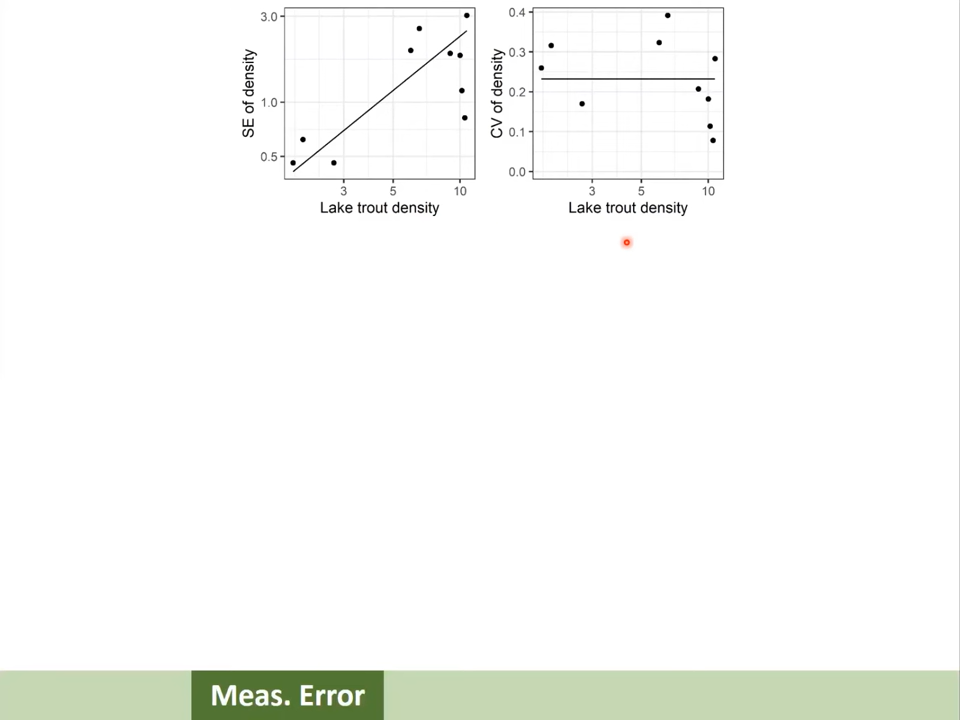 3.0
1.0
0.5
SE of density
3 5 10
Lake trout density
0.4
0.3
0.2
0.1
0.0
CV of density
3 5 10
Lake trout density
Meas. Error